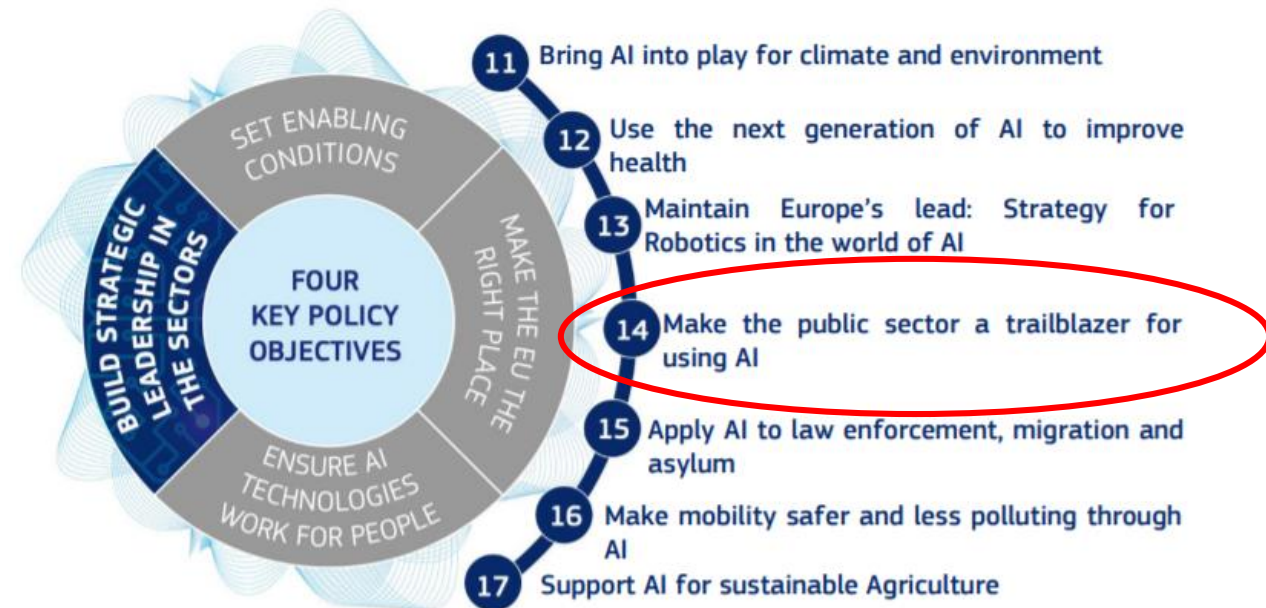 SET ENABLING
CONDITIONS
MAKE THE EU THE
RIGHT PLACE
ENSURE AI
TECHNOLOGIES
WORK FOR PEOPLE
BUILD STRATEGIC
LEADERSHIP IN
THE SECTORS
FOUR
KEY POLICY
OBJECTIVES
11 Bring AI into play for climate and environment
12 Use the next generation of AI to improve
health
13 Maintain Europe's lead: Strategy for
Robotics in the world of AI
14 Make the public sector a trailblazer for
using AI
15 Apply AI to law enforcement, migration and
asylum
16 Make mobility safer and less polluting through
AI
17 Support AI for sustainable Agriculture